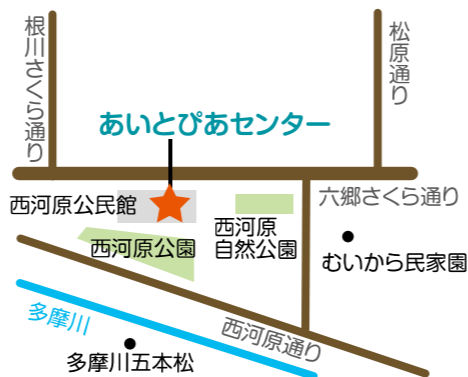 根川さくら通り
松原通り
あいとぴあセンター
六郷さくら通り
西河原公民館
西河原
自然公園
西河原公園
むいから民家園
多摩川
西河原通り
多摩川五本松